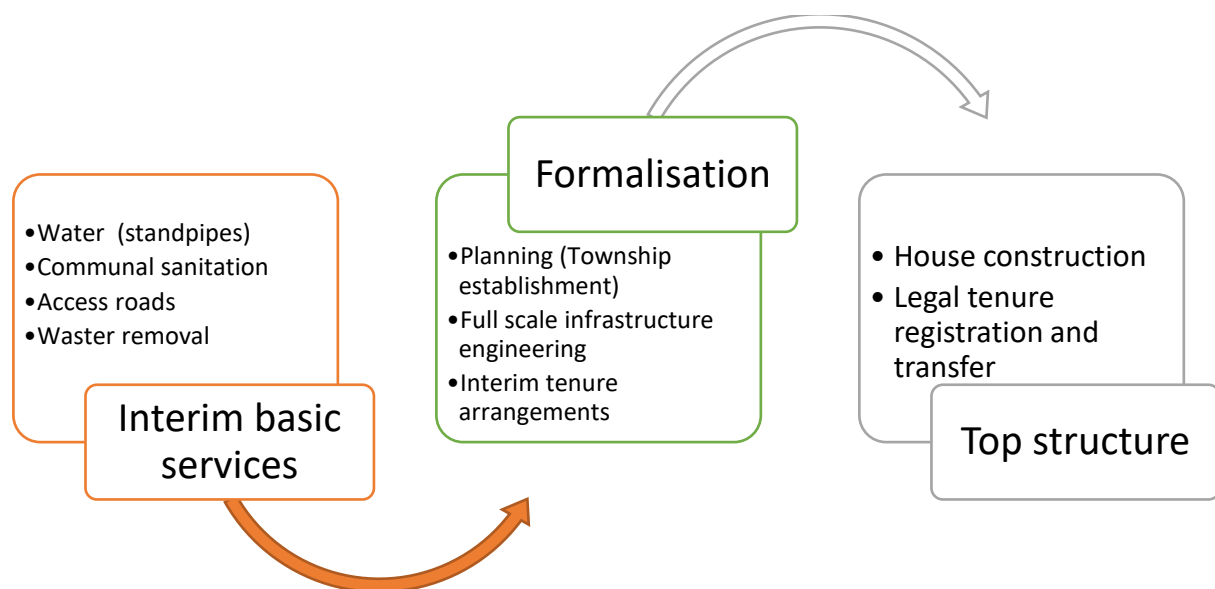 •Water  (standpipes)
•Communal sanitation
•Access roads
•Waster removal
Interim basic
services
Formalisation
•Planning (Township
establishment)
•Full scale infrastructure
engineering
•Interim tenure
arrangements
• House construction
• Legal tenure
registration and
transfer
Top structure